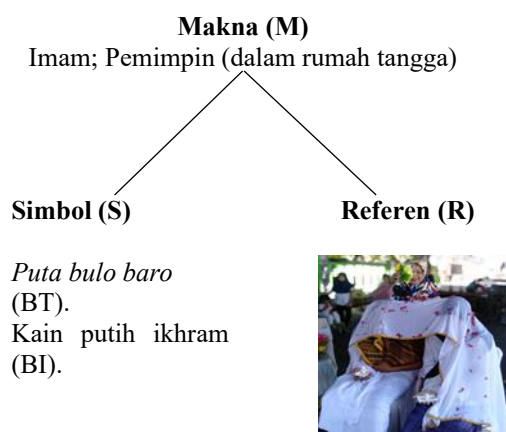 Makna (M)
Imam; Pemimpin (dalam rumah tangga)
Simbol (S)
Referen (R)
Puta bulo baro
(BT).
Kain putih ikhram
(BI).